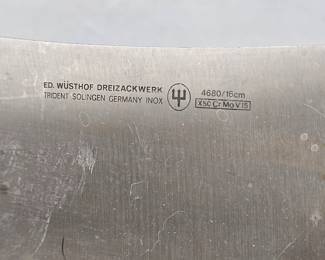 ED. WÜSTHOF DREIZACKWERK
TRIDENT SOLINGEN GERMANY INOX
4680/16cm
X50 Cr Mo V 15